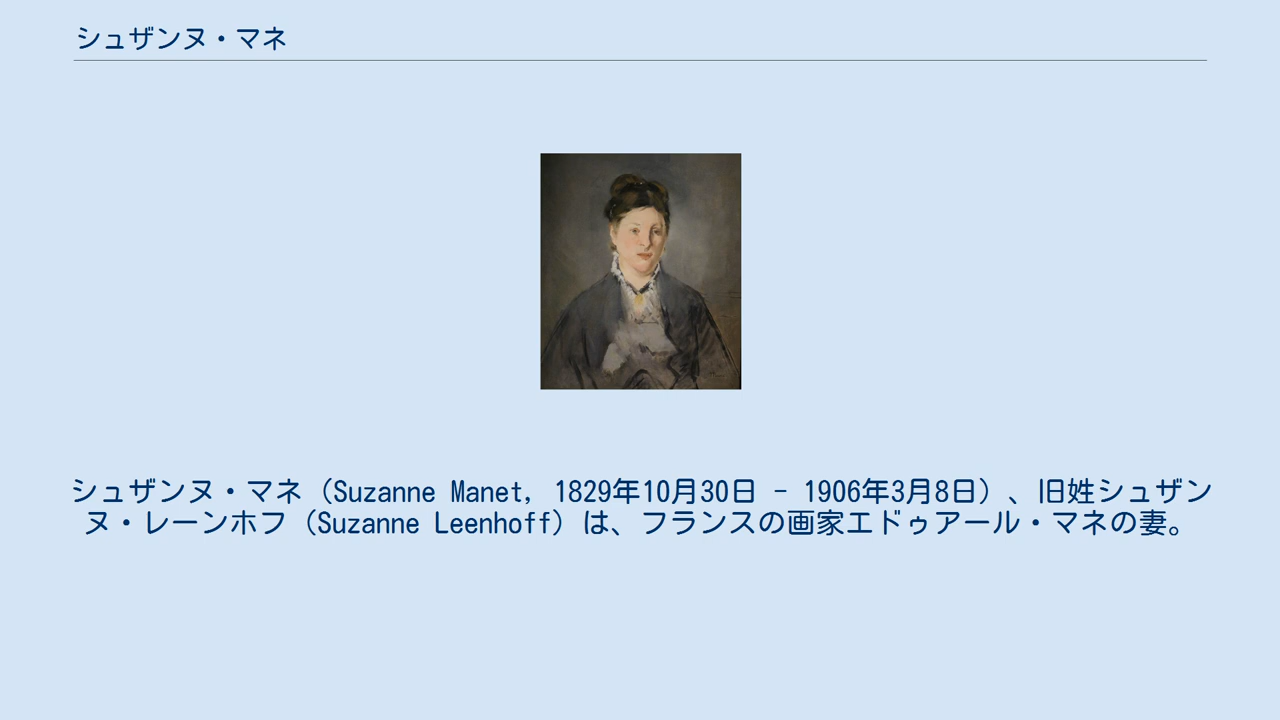 シュザンヌ・マネ
シュザンヌ・マネ（Suzanne Manet, 1829年10月30日 - 1906年3月8日）、旧姓シュザン
ヌ・レーンホフ（Suzanne Leenhoff）は、フランスの画家エドゥアール・マネの妻。